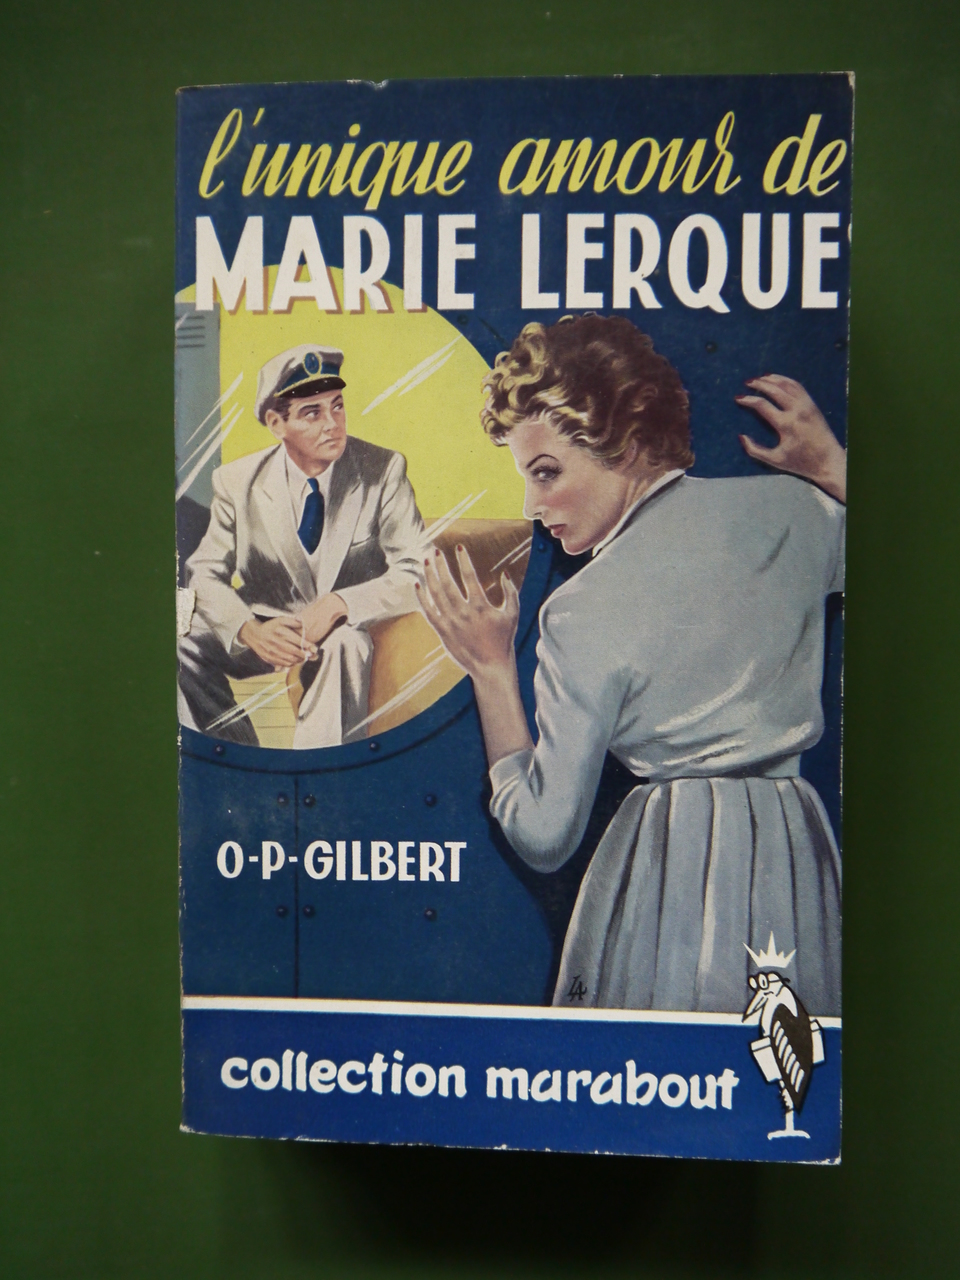 l'unique amour de
MARIE LERQUE
O-P-GILBERT
collection marabout